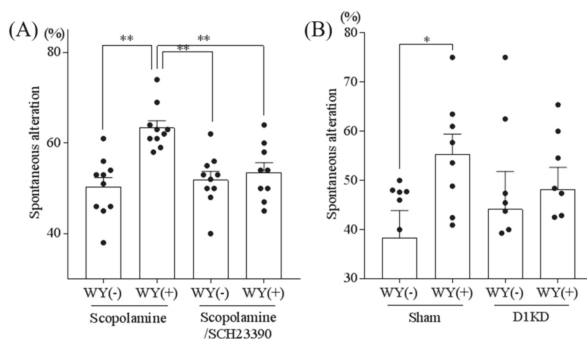 (A)
(%)
Spontaneous alteration
80
60
40
**
**
**
WY(-) WY(+) WY(-) WY(+)
Scopolamine
Scopolamine
/SCH23390
(B)
(%)
Spontaneous alteration
80
70
60
50
40
30
*
WY(-) WY(+) WY(-) WY(+)
Sham
D1KD